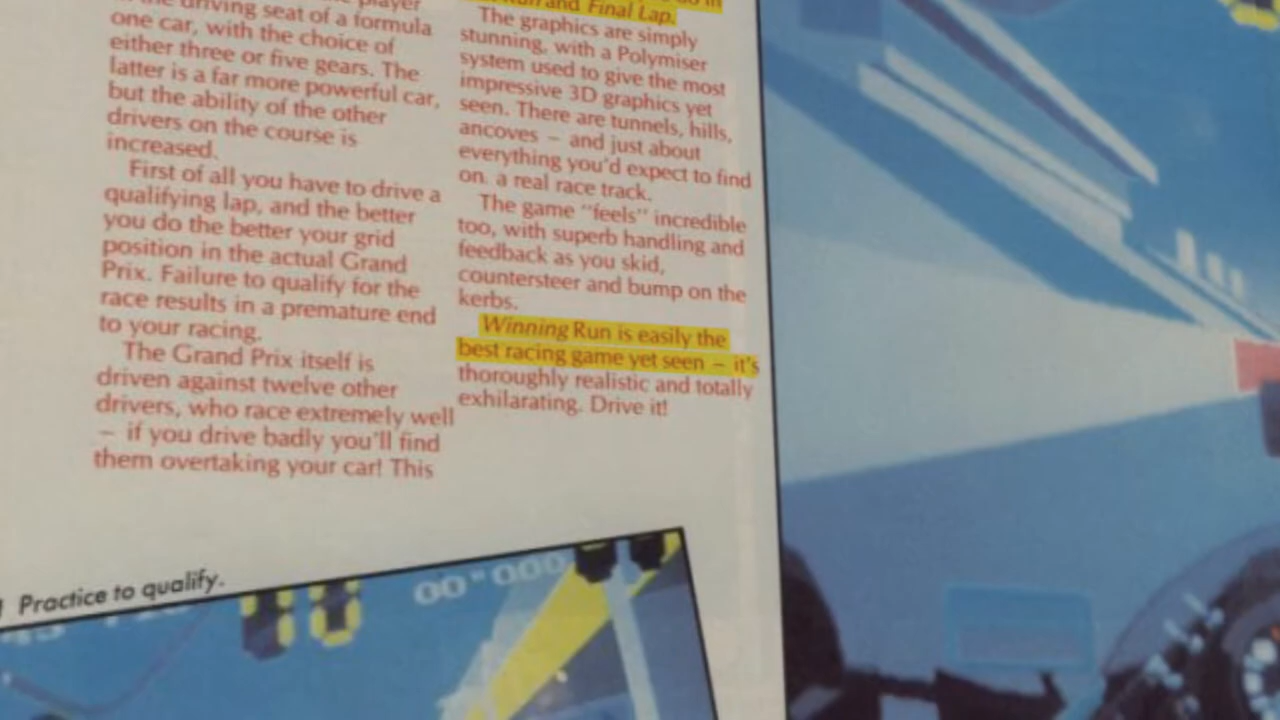 the driving seat of a formula
one car, with the choice of
either three or five gears. The
latter is a far more powerful car,
but the ability of the other
drivers on the course is
increased.
First of all you have to drive a
qualifying lap, and the better
you do the better your grid
position in the actual Grand
Prix. Failure to qualify for the
race results in a premature end
to your racing.
The Grand Prix itself is
driven against twelve other
drivers, who race extremely well
– if you drive badly you'll find
them overtaking your car! This
and Final Lap.
The graphics are simply
stunning, with a Polymiser
system used to give the most
impressive 3D graphics yet
seen. There are tunnels, hills,
ancoves – and just about
everything you'd expect to find
on. a real race track.
The game "feels" incredible
too, with superb handling and
feedback as you skid,
countersteer and bump on the
kerbs.
Winning Run is easily the
best racing game yet seen – it's
thoroughly realistic and totally
exhilarating. Drive it!
Practice to qualify.
00"000